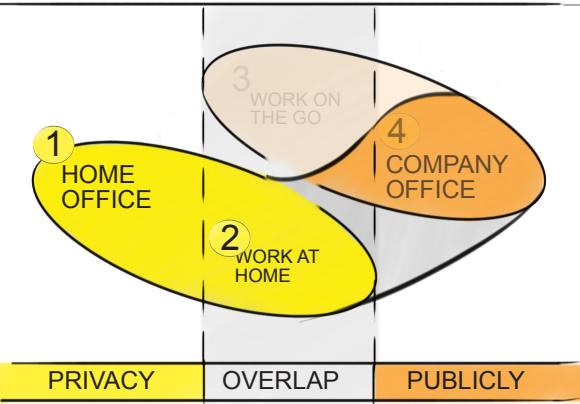 3
WORK ON
THE GO
4
COMPANY
OFFICE
1
HOME
OFFICE
2
WORK AT
HOME
PRIVACY
OVERLAP
PUBLICLY